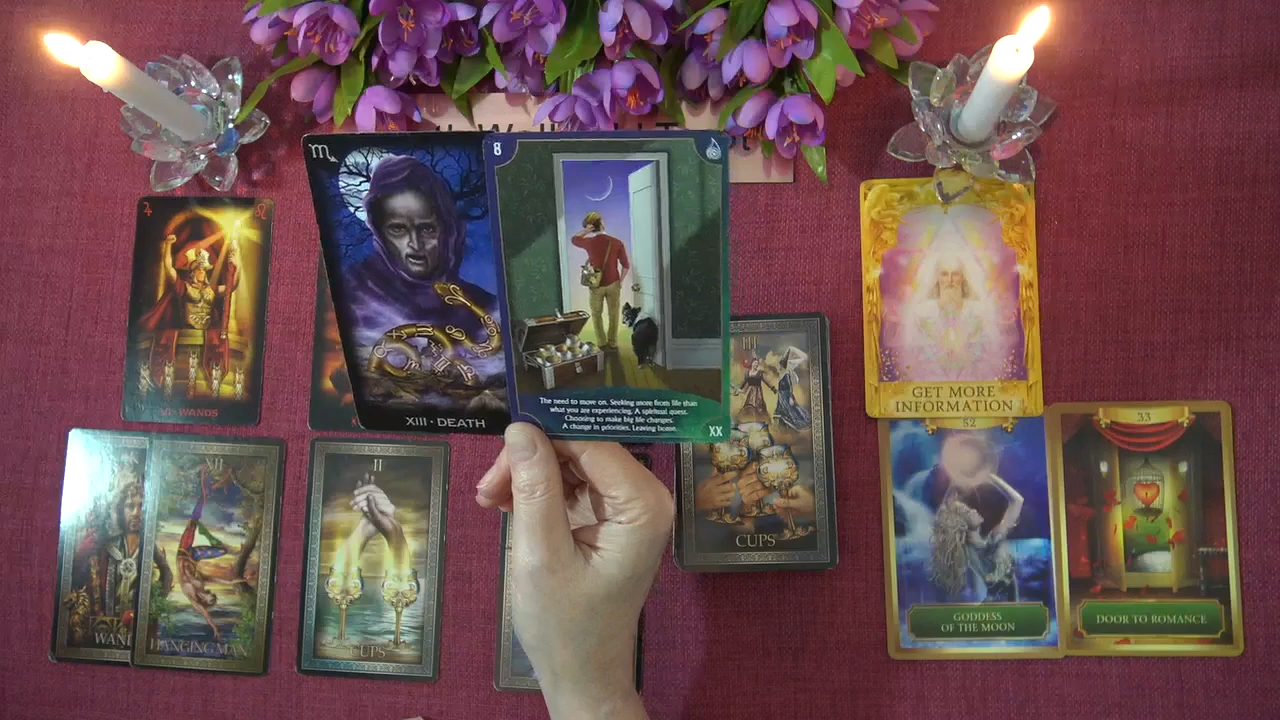 XIII · DEATH
8
The need to move on. Seeking more from life than
what you are experiencing. A spiritual quest.
Choosing to make big life changes.
A change in priorities. Leaving home.
XX
VI · WANDS
III
CUPS
GET MORE
INFORMATION
XII
HANGING MAN
II
CUPS
52
GODDESS
OF THE MOON
33
DOOR TO ROMANCE